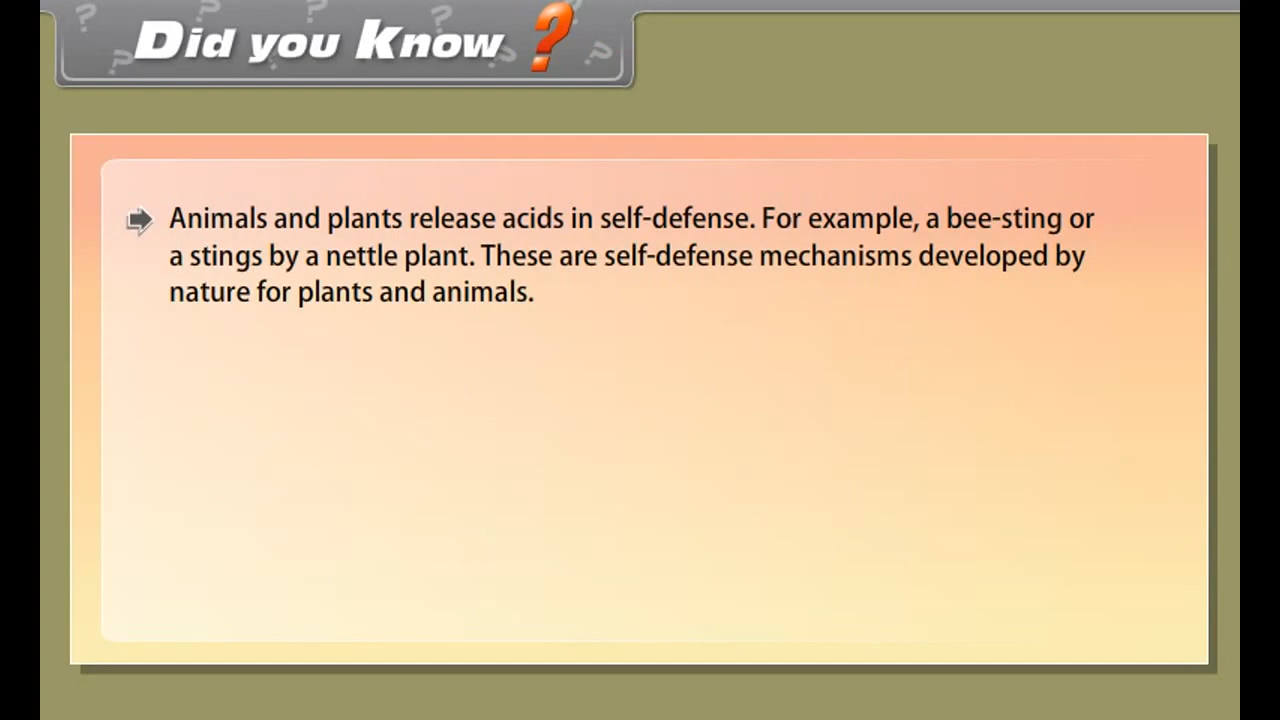 Did you Know ?
Animals and plants release acids in self-defense. For example, a bee-sting or
a stings by a nettle plant. These are self-defense mechanisms developed by
nature for plants and animals.